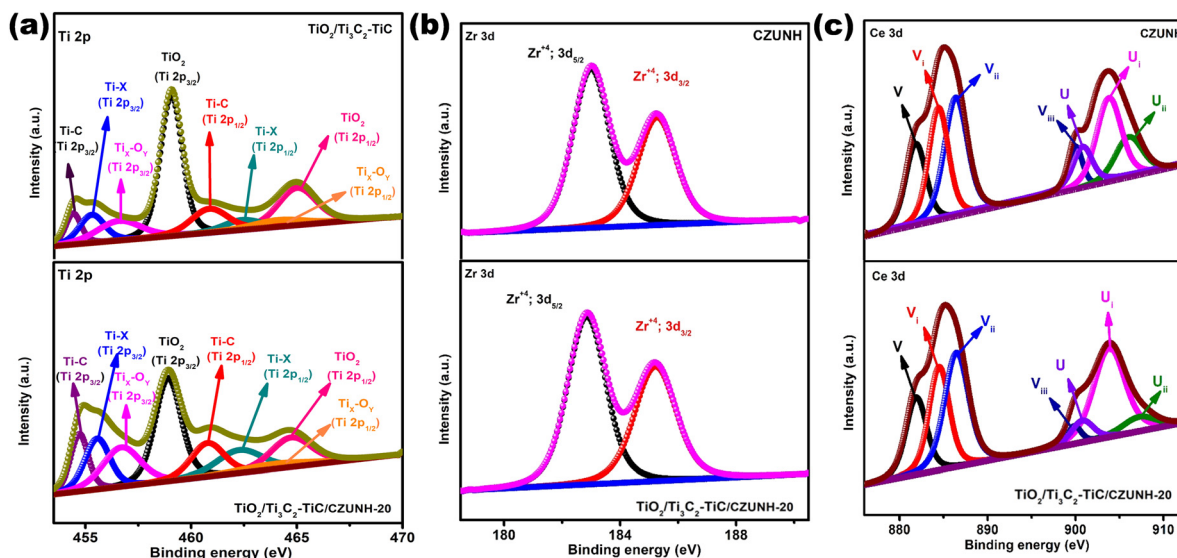 (a)
Ti 2p
TiO₂/Ti₃C₂-TiC
TiO₂
(Ti 2p₃/₂)
Ti-X
(Ti 2p₃/₂)
Ti-C
(Ti 2p₃/₂)
Tiₓ-Oᵧ
(Ti 2p₃/₂)
Ti-C
(Ti 2p₁/₂)
Ti-X
(Ti 2p₁/₂)
TiO₂
(Ti 2p₁/₂)
Tiₓ-Oᵧ
(Ti 2p₁/₂)
Intensity (a.u.)
Ti 2p
Ti-X
(Ti 2p₃/₂)
Ti-C
(Ti 2p₃/₂)
Tiₓ-Oᵧ
(Ti 2p₃/₂)
TiO₂
(Ti 2p₃/₂)
Ti-C
(Ti 2p₁/₂)
Ti-X
(Ti 2p₁/₂)
TiO₂
(Ti 2p₁/₂)
Tiₓ-Oᵧ
(Ti 2p₁/₂)
TiO₂/Ti₃C₂-TiC/CZUNH-20
Intensity (a.u.)
455 460 465 470
Binding energy (eV)
(b)
Zr 3d
CZUNH
Zr⁺⁴; 3d₅/₂
Zr⁺⁴; 3d₃/₂
Intensity (a.u.)
Zr 3d
Zr⁺⁴; 3d₅/₂
Zr⁺⁴; 3d₃/₂
TiO₂/Ti₃C₂-TiC/CZUNH-20
Intensity (a.u.)
180 184 188
Binding energy (eV)
(c)
Ce 3d
CZUNH
V
Vᵢ
Vᵢᵢ
Vᵢᵢᵢ
U
Uᵢ
Uᵢᵢ
Intensity (a.u.)
Ce 3d
V
Vᵢ
Vᵢᵢ
Vᵢᵢᵢ
U
Uᵢ
Uᵢᵢ
TiO₂/Ti₃C₂-TiC/CZUNH-20
Intensity (a.u.)
880 890 900 910
Binding energy (eV)